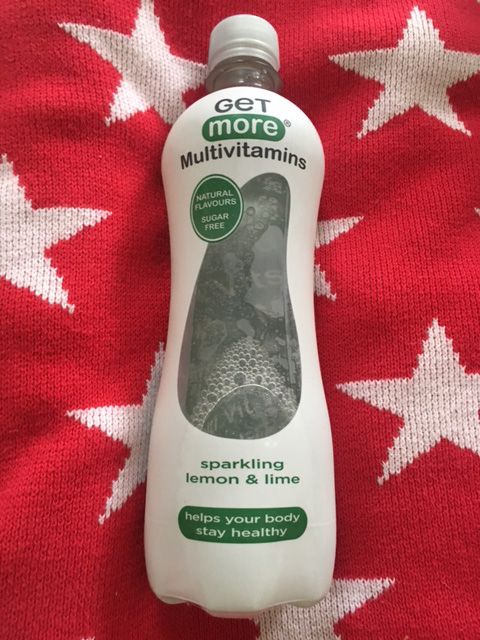 GET
more®
Multivitamins
NATURAL
FLAVOURS
SUGAR
FREE
sparkling
lemon & lime
helps your body
stay healthy